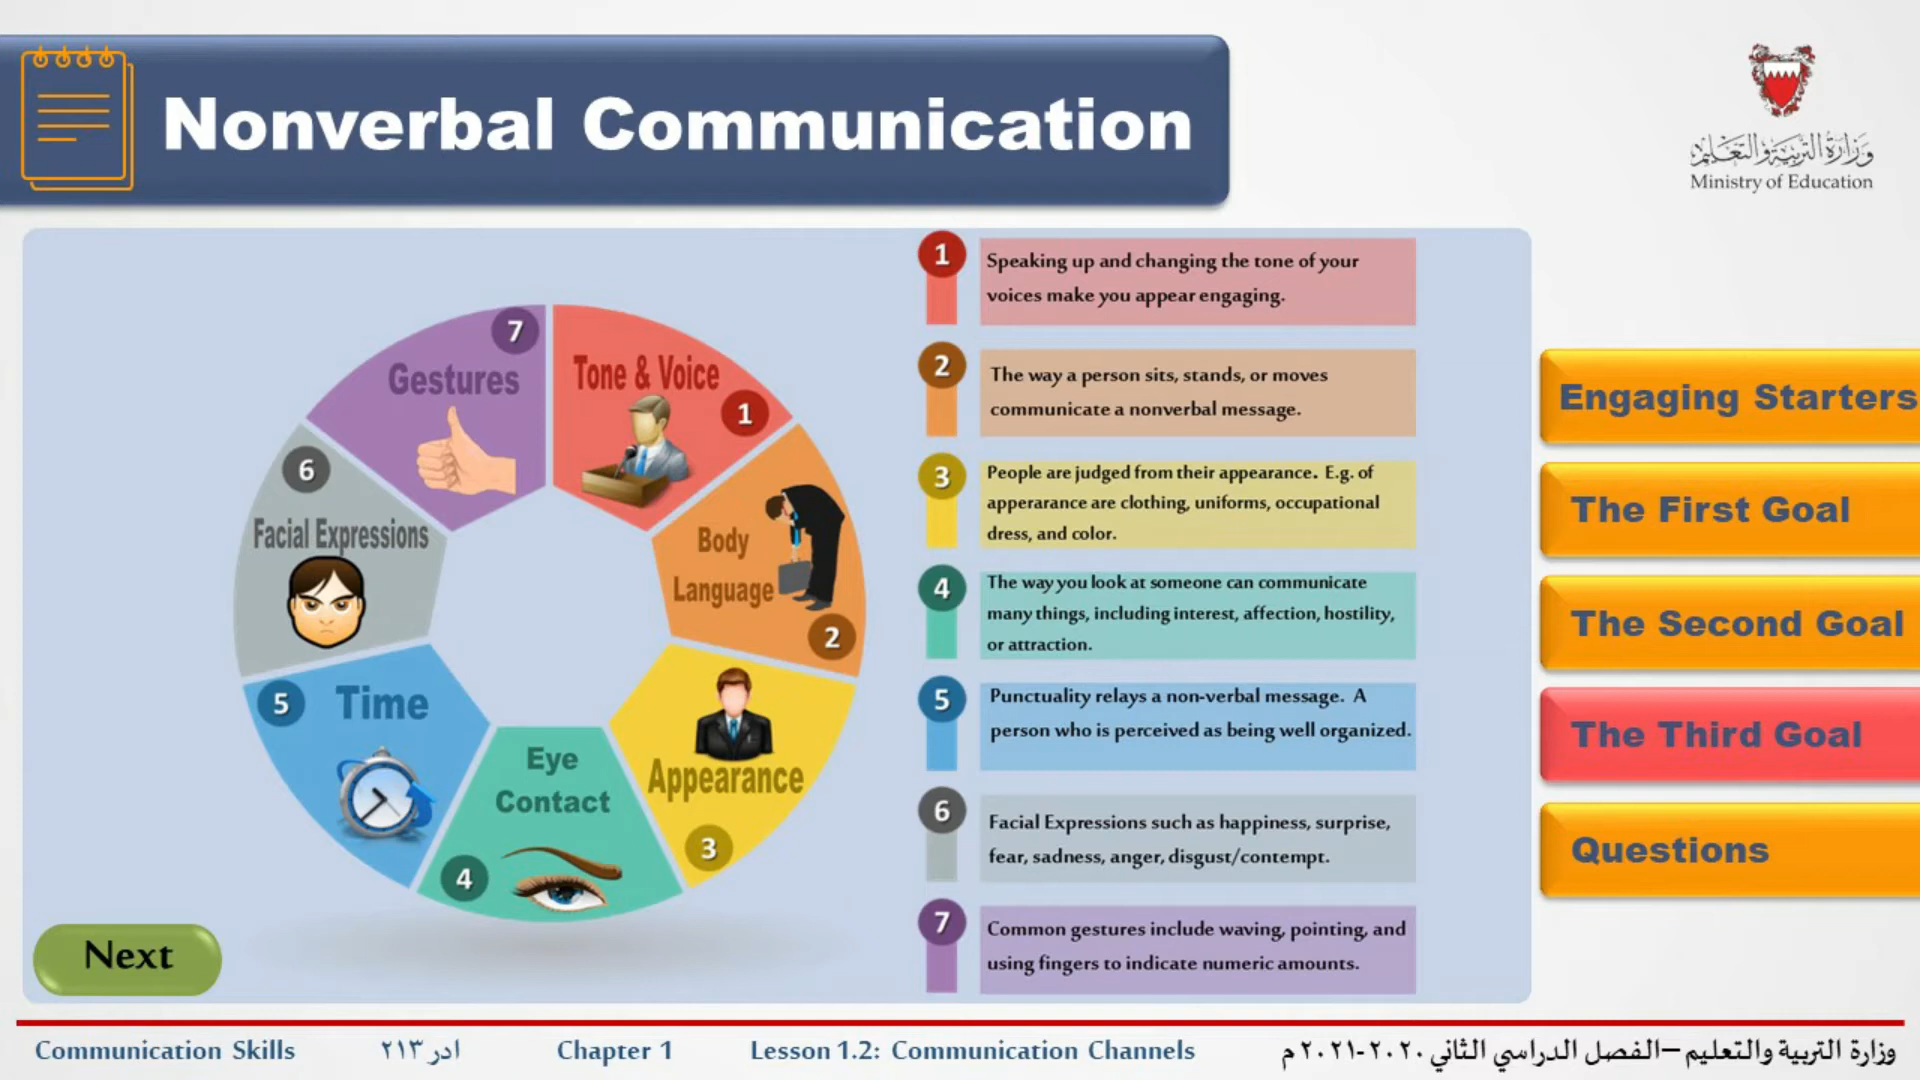 Nonverbal Communication
وزارة التربية والتعليم
Ministry of Education
7
Gestures
Tone & Voice
1
6
Facial Expressions
Body
Language
2
5
Time
Appearance
3
Eye
Contact
4
1
Speaking up and changing the tone of your
voices make you appear engaging.
2
The way a person sits, stands, or moves
communicate a nonverbal message.
3
People are judged from their appearance. E.g. of
apperarance are clothing, uniforms, occupational
dress, and color.
4
The way you look at someone can communicate
many things, including interest, affection, hostility,
or attraction.
5
Punctuality relays a non-verbal message. A
person who is perceived as being well organized.
6
Facial Expressions such as happiness, surprise,
fear, sadness, anger, disgust/contempt.
7
Common gestures include waving, pointing, and
using fingers to indicate numeric amounts.
Engaging Starters
The First Goal
The Second Goal
The Third Goal
Questions
Next
Communication Skills ادر ٢١٣ Chapter 1 Lesson 1.2: Communication Channels وزارة التربية والتعليم – الفصل الدراسي الثاني ٢٠٢٠-٢٠٢١ م